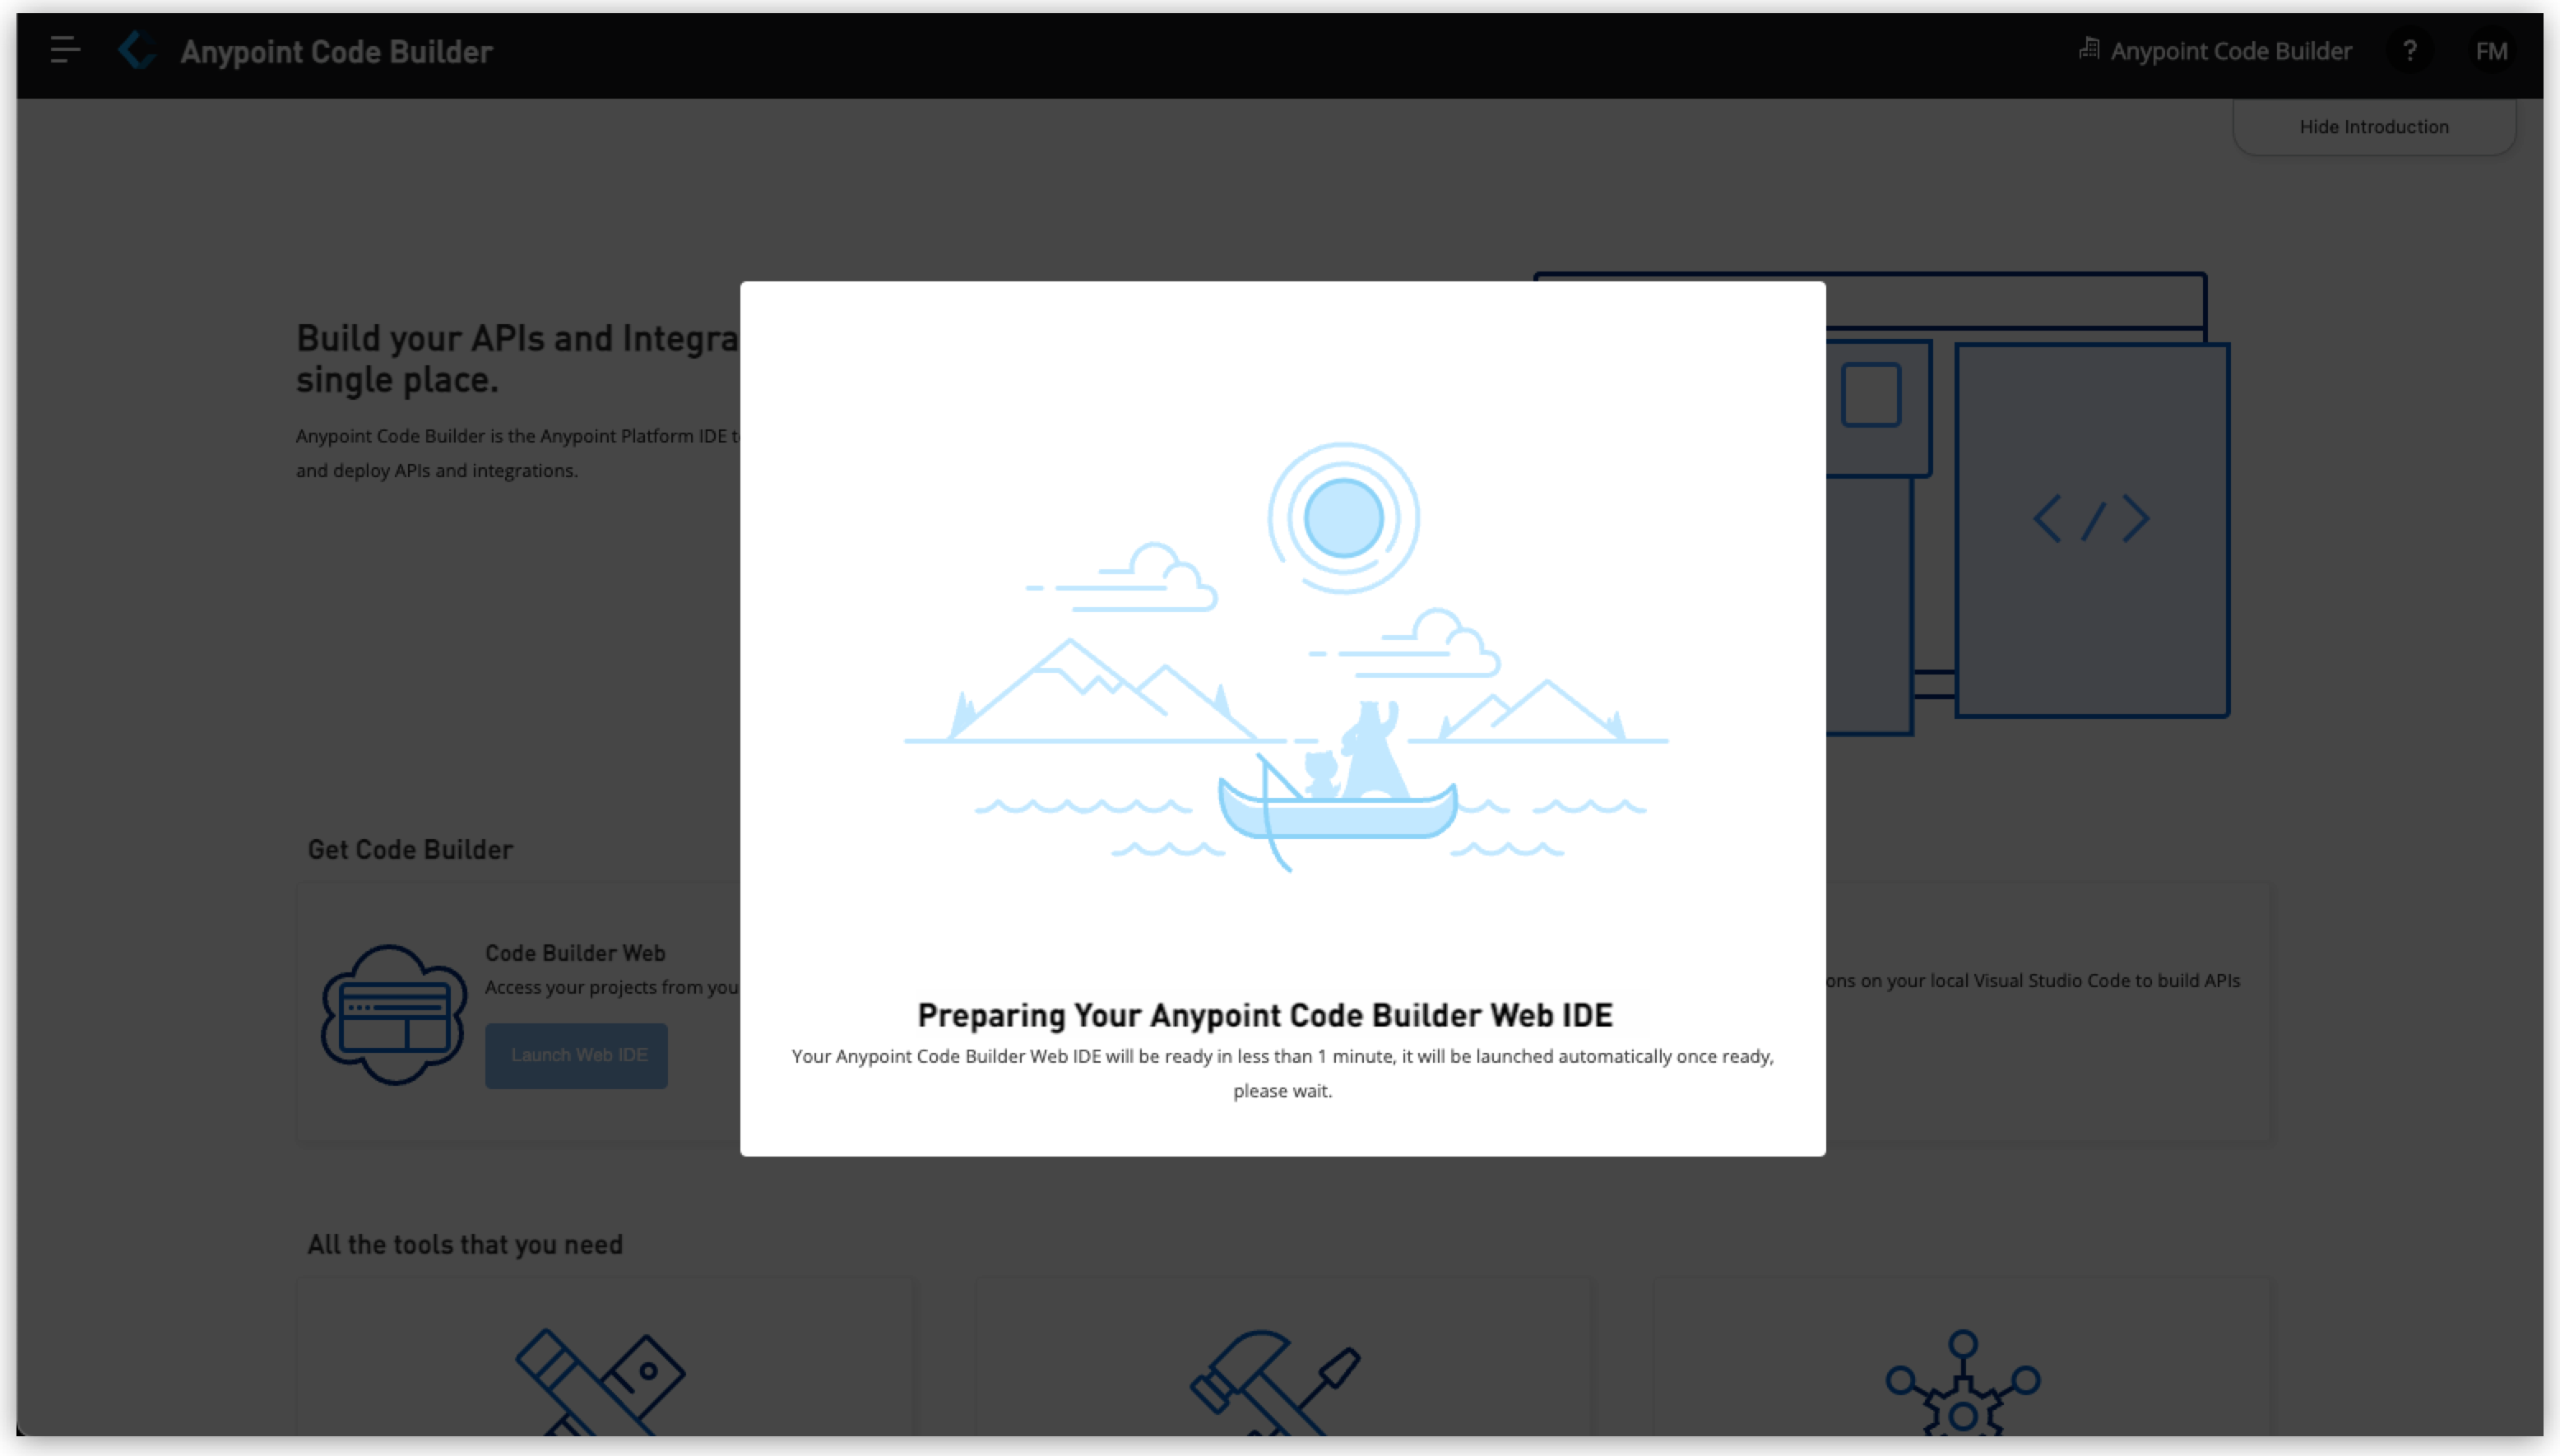 Anypoint Code Builder
Anypoint Code Builder
?
FM
Hide Introduction
Build your APIs and Integra
single place.
Anypoint Code Builder is the Anypoint Platform IDE t
and deploy APIs and integrations.
</>
Preparing Your Anypoint Code Builder Web IDE
Your Anypoint Code Builder Web IDE will be ready in less than 1 minute, it will be launched automatically once ready,
please wait.
Get Code Builder
Code Builder Web
Access your projects from you
Launch Web IDE
ons on your local Visual Studio Code to build APIs
All the tools that you need